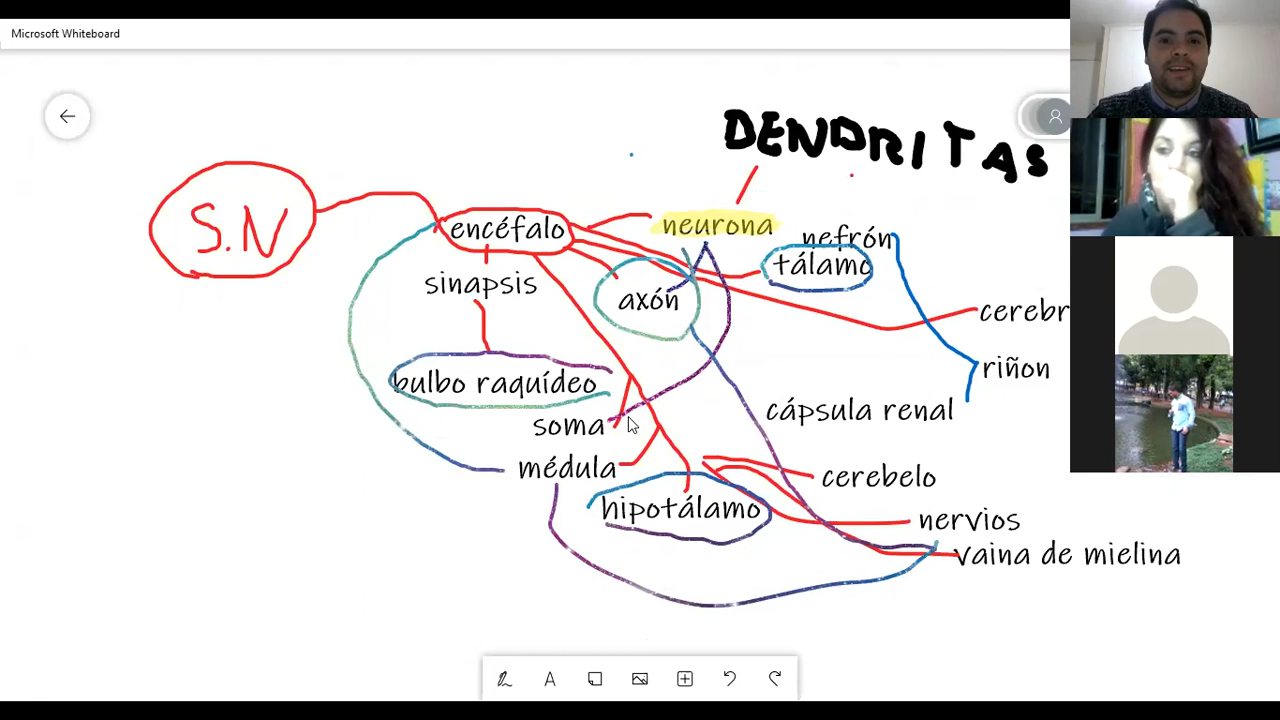 Microsoft Whiteboard
DENDRITAS
S.N
encéfalo
neurona
nefrón
tálamo
sinapsis
axón
cerebr
riñon
bulbo raquídeo
cápsula renal
soma
médula
cerebelo
hipotálamo
nervios
vaina de mielina
A